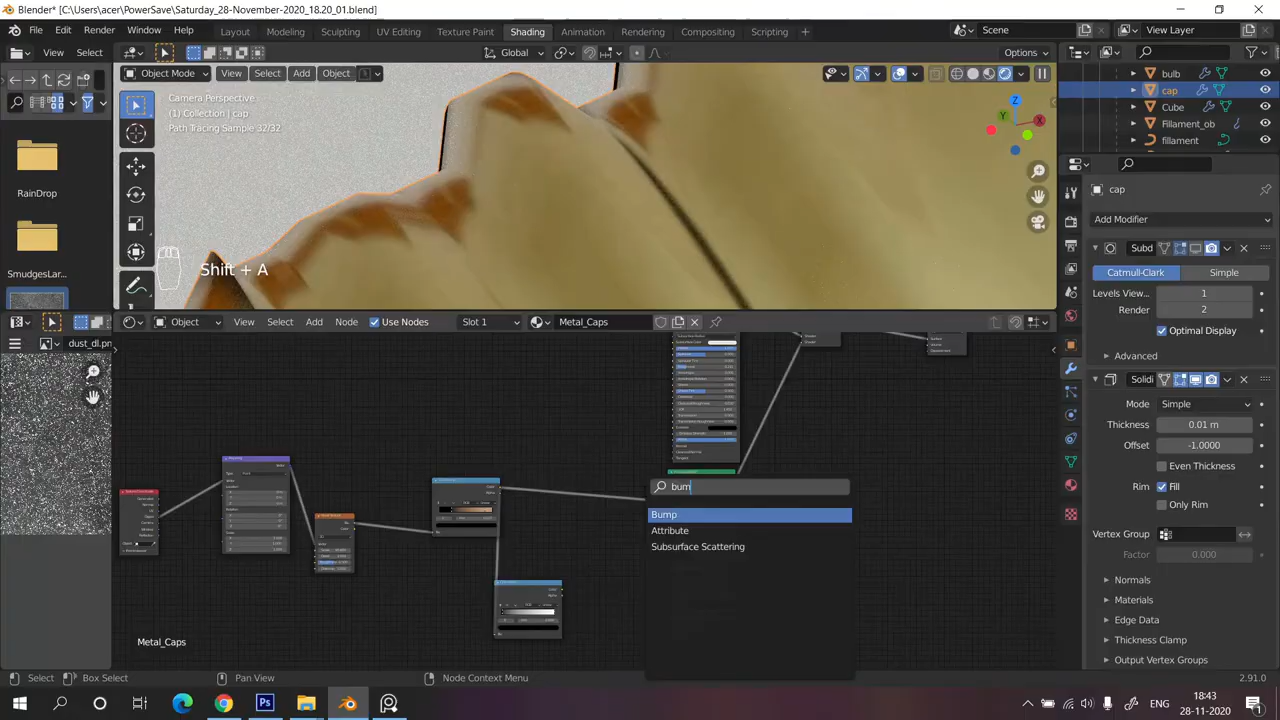 Blender* [C:\Users\acer\PowerSave\Saturday_28-November-2020_18.20_01.blend]
File Edit Render Window Help Layout Modeling Sculpting UV Editing Texture Paint Shading Animation Rendering Compositing Scripting + Scene View Layer
View Select Global Options
Object Mode View Select Add Object
Camera Perspective
(1) Collection | cap
Path Tracing Sample 32/32
Shift + A
RainDrop
SmudgesLar
Z
Y
X
bulb
cap
Cube
Fillament_ob
fillament
cap
Add Modifier
Subd
Catmull-Clark Simple
Levels View... 1
Render 2
Optimal Display
Advanced
Solid
Mode Simple
Thickness 0.01 m
Offset -1.0000
Even Thickness
Rim Fill
Only Rim
Vertex Group
Factor 0.000
Normals
Materials
Edge Data
Thickness Clamp
Output Vertex Groups
Object View Select Add Node Use Nodes Slot 1 Metal_Caps
dust_dl.pn
bum
Bump
Attribute
Subsurface Scattering
Metal_Caps
Select Box Select Pan View Node Context Menu 2.91.0
Ps
ENG 18:43
28-11-2020